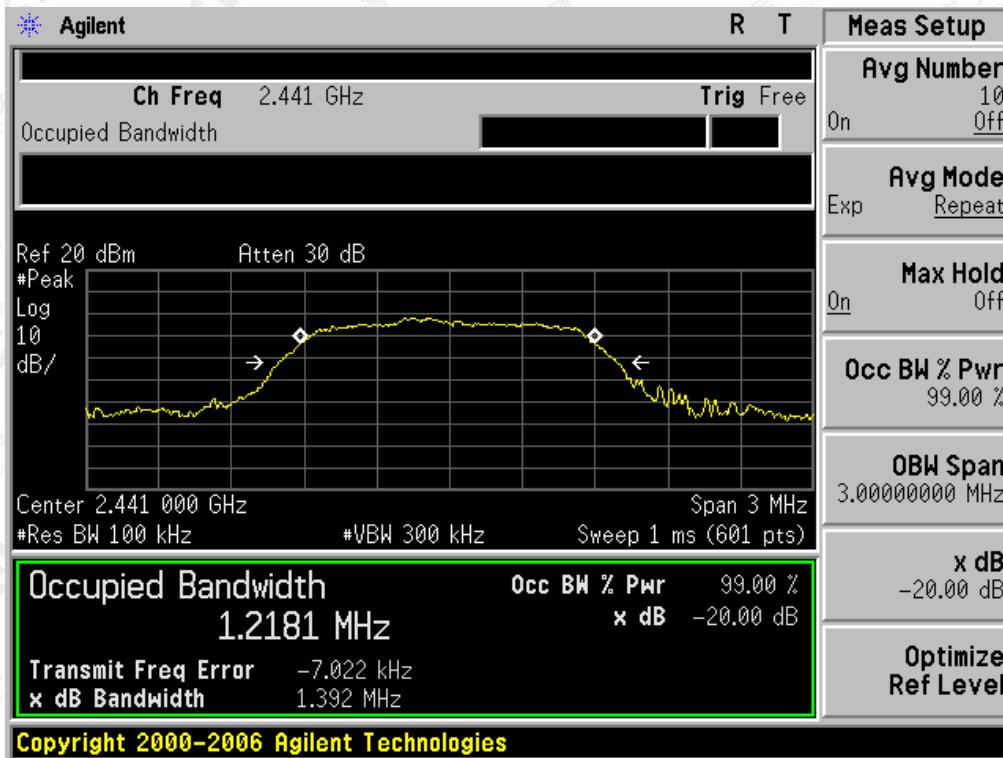 Agilent R T
Ch Freq 2.441 GHz Trig Free
Occupied Bandwidth
Ref 20 dBm Atten 30 dB
#Peak
Log
10
dB/
Center 2.441 000 GHz Span 3 MHz
#Res BW 100 kHz #VBW 300 kHz Sweep 1 ms (601 pts)
Occupied Bandwidth Occ BW % Pwr 99.00 %
1.2181 MHz x dB -20.00 dB
Transmit Freq Error -7.022 kHz
x dB Bandwidth 1.392 MHz
Copyright 2000-2006 Agilent Technologies
Meas Setup
Avg Number
10
On Off
Avg Mode
Exp Repeat
Max Hold
On Off
Occ BW % Pwr
99.00 %
OBW Span
3.00000000 MHz
x dB
-20.00 dB
Optimize
Ref Level